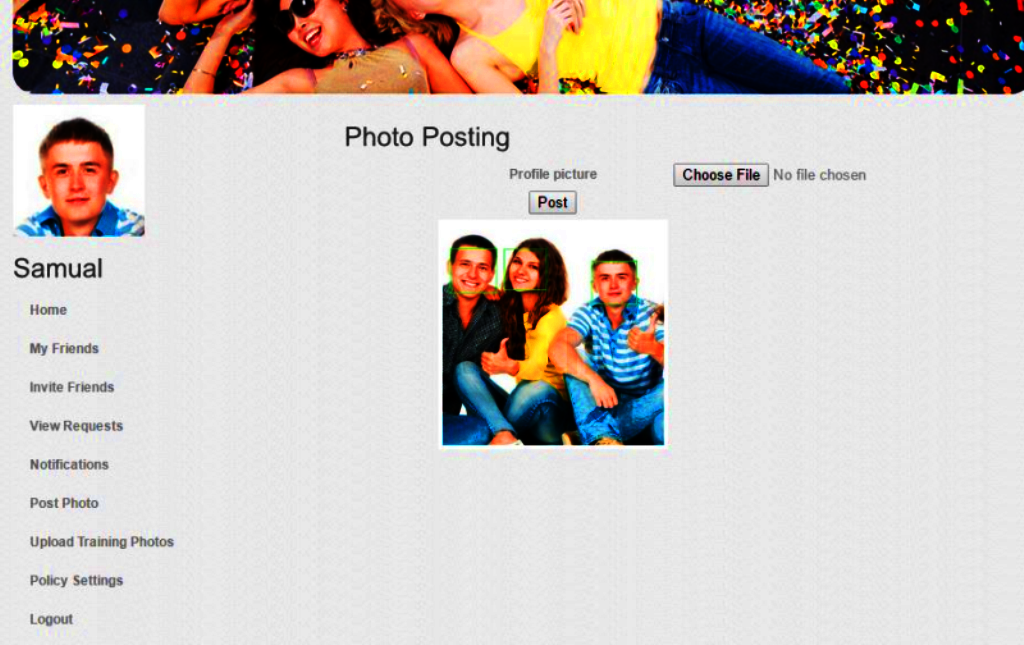 Photo Posting
Profile picture
Choose File No file chosen
Post
Samual
Home
My Friends
Invite Friends
View Requests
Notifications
Post Photo
Upload Training Photos
Policy Settings
Logout